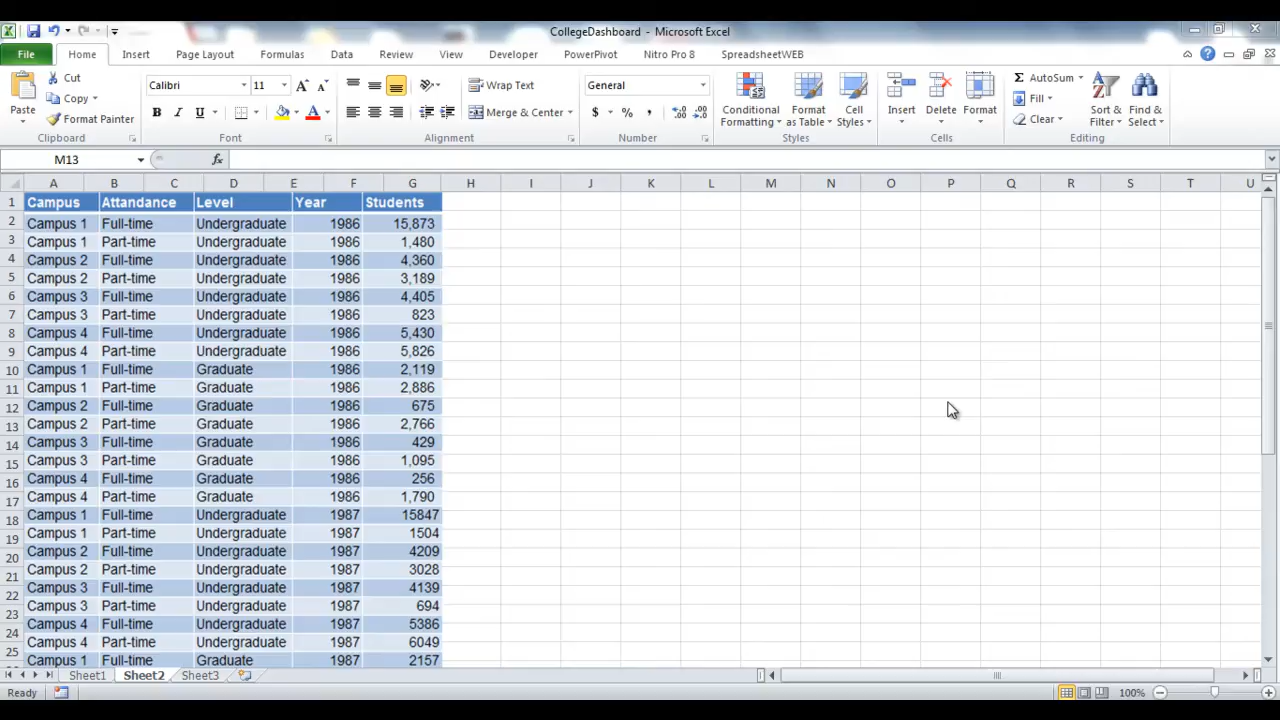 CollegeDashboard - Microsoft Excel
File Home Insert Page Layout Formulas Data Review View Developer PowerPivot Nitro Pro 8 SpreadsheetWEB
Paste
Cut
Copy
Format Painter
Clipboard
Calibri 11
B I U
Font
Wrap Text
Merge & Center
Alignment
General
$ % ,
Number
Conditional Formatting
Format as Table
Cell Styles
Styles
Insert
Delete
Format
Cells
AutoSum
Fill
Clear
Sort & Filter
Find & Select
Editing
M13 fx
A B C D E F G H I J K L M N O P Q R S T U
1 Campus Attandance Level Year Students
2 Campus 1 Full-time Undergraduate 1986 15,873
3 Campus 1 Part-time Undergraduate 1986 1,480
4 Campus 2 Full-time Undergraduate 1986 4,360
5 Campus 2 Part-time Undergraduate 1986 3,189
6 Campus 3 Full-time Undergraduate 1986 4,405
7 Campus 3 Part-time Undergraduate 1986 823
8 Campus 4 Full-time Undergraduate 1986 5,430
9 Campus 4 Part-time Undergraduate 1986 5,826
10 Campus 1 Full-time Graduate 1986 2,119
11 Campus 1 Part-time Graduate 1986 2,886
12 Campus 2 Full-time Graduate 1986 675
13 Campus 2 Part-time Graduate 1986 2,766
14 Campus 3 Full-time Graduate 1986 429
15 Campus 3 Part-time Graduate 1986 1,095
16 Campus 4 Full-time Graduate 1986 256
17 Campus 4 Part-time Graduate 1986 1,790
18 Campus 1 Full-time Undergraduate 1987 15847
19 Campus 1 Part-time Undergraduate 1987 1504
20 Campus 2 Full-time Undergraduate 1987 4209
21 Campus 2 Part-time Undergraduate 1987 3028
22 Campus 3 Full-time Undergraduate 1987 4139
23 Campus 3 Part-time Undergraduate 1987 694
24 Campus 4 Full-time Undergraduate 1987 5386
25 Campus 4 Part-time Undergraduate 1987 6049
Campus 1 Full-time Graduate 1987 2157
Sheet1 Sheet2 Sheet3
Ready 100%